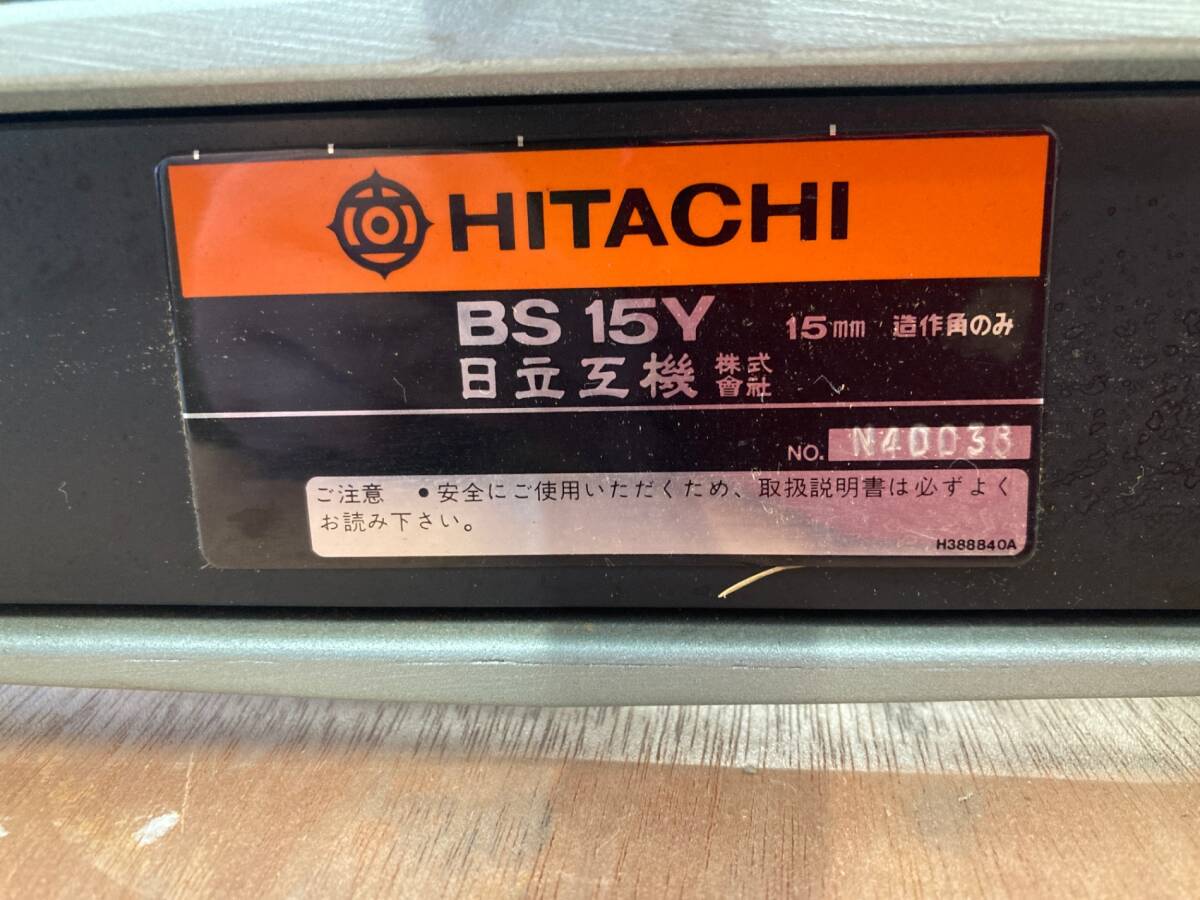 HITACHI
BS 15Y 15mm 造作角のみ
日立工機 株式會社
NO. N40038
ご注意 ●安全にご使用いただくため、取扱説明書は必ずよく
お読み下さい。
H388840A